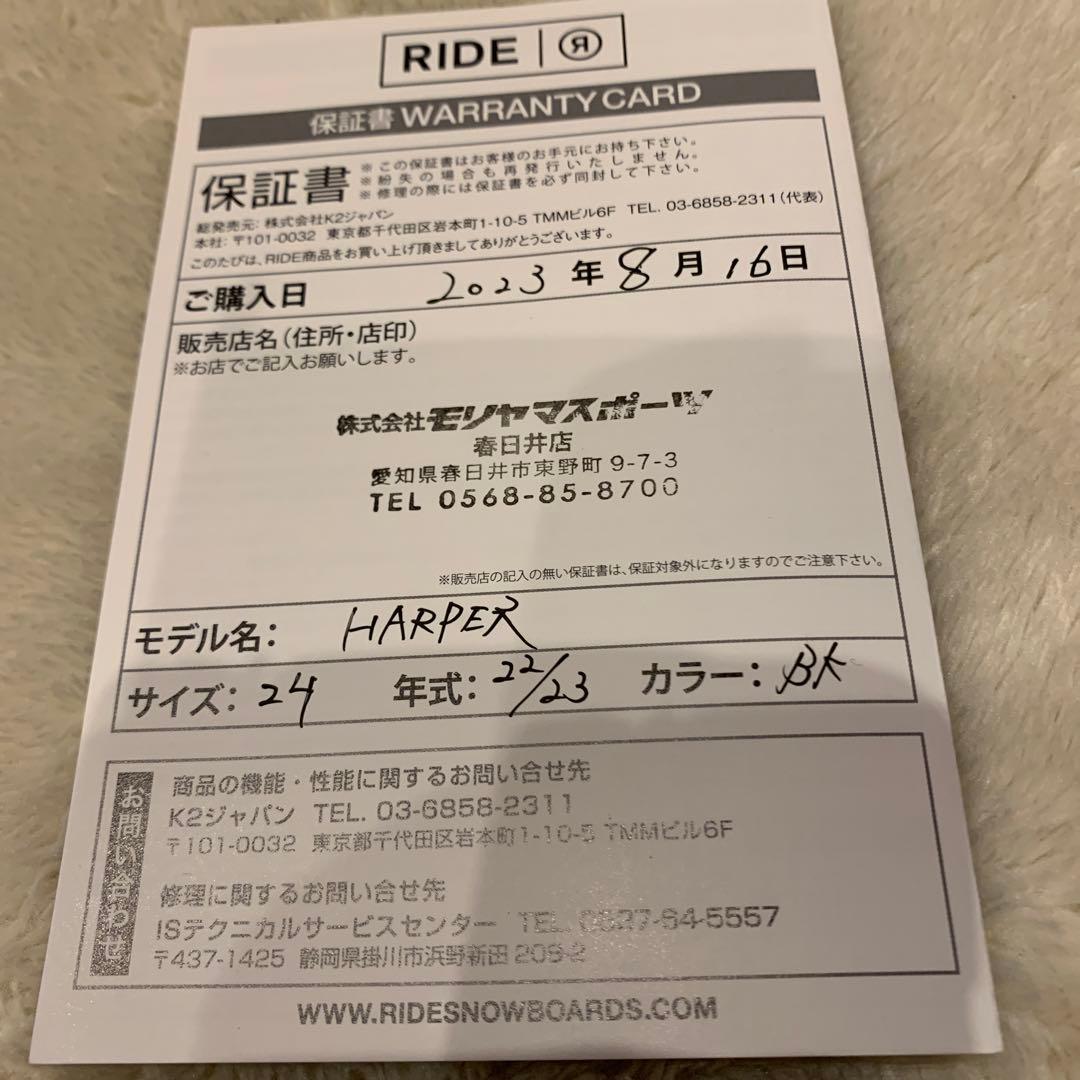 RIDE | Ⓡ
保証書 WARRANTY CARD
保証書
※この保証書はお客様のお手元にお持ち下さい。
※紛失の場合も再発行いたしません。
※修理の際には保証書を必ず同封して下さい。
総発売元: 株式会社K2ジャパン
本社: 〒101-0032 東京都千代田区岩本町1-10-5 TMMビル6F TEL. 03-6858-2311(代表)
このたびは、RIDE商品をお買い上げ頂きましてありがとうございます。
ご購入日 2023 年 8 月 16 日
販売店名(住所・店印)
※お店でご記入お願いします。
株式会社モリヤマスポーツ
春日井店
愛知県春日井市東野町 9-7-3
TEL 0568-85-8700
※販売店の記入の無い保証書は、保証対象外になりますのでご注意下さい。
モデル名: HARPER
サイズ: 24 年式: 22/23 カラー: BK
お問い合わせ
商品の機能・性能に関するお問い合せ先
K2ジャパン TEL. 03-6858-2311
〒101-0032 東京都千代田区岩本町1-10-5 TMMビル6F
修理に関するお問い合せ先
ISテクニカルサービスセンター TEL. 0537-64-5557
〒437-1425 静岡県掛川市浜野新田 209-2
WWW.RIDESNOWBOARDS.COM